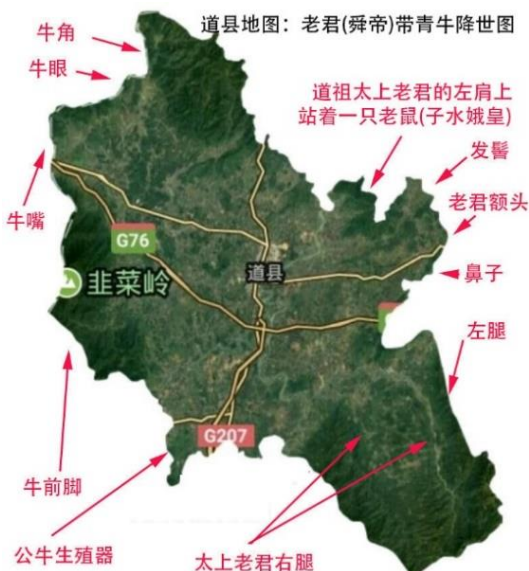 道县地图：老君(舜帝)带青牛降世图
牛角
牛眼
道祖太上老君的左肩上
站着一只老鼠(子水娥皇)
发髻
老君额头
牛嘴
G76
道县
鼻子
韭菜岭
左腿
G207
牛前脚
公牛生殖器
太上老君右腿